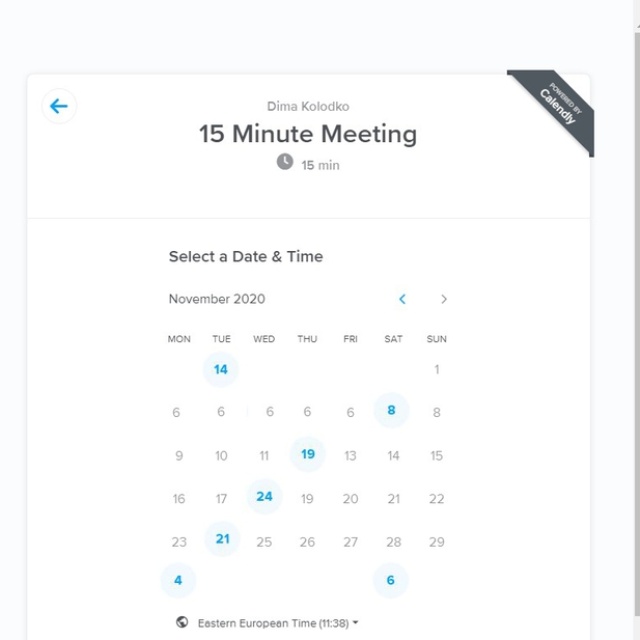 POWERED BY
Calendly
Dima Kolodko
15 Minute Meeting
15 min
Select a Date & Time
November 2020
MON TUE WED THU FRI SAT SUN
14 1
6 6 6 6 6 8 8
9 10 11 19 13 14 15
16 17 24 19 20 21 22
23 21 25 26 27 28 29
4 6
Eastern European Time (11:38)